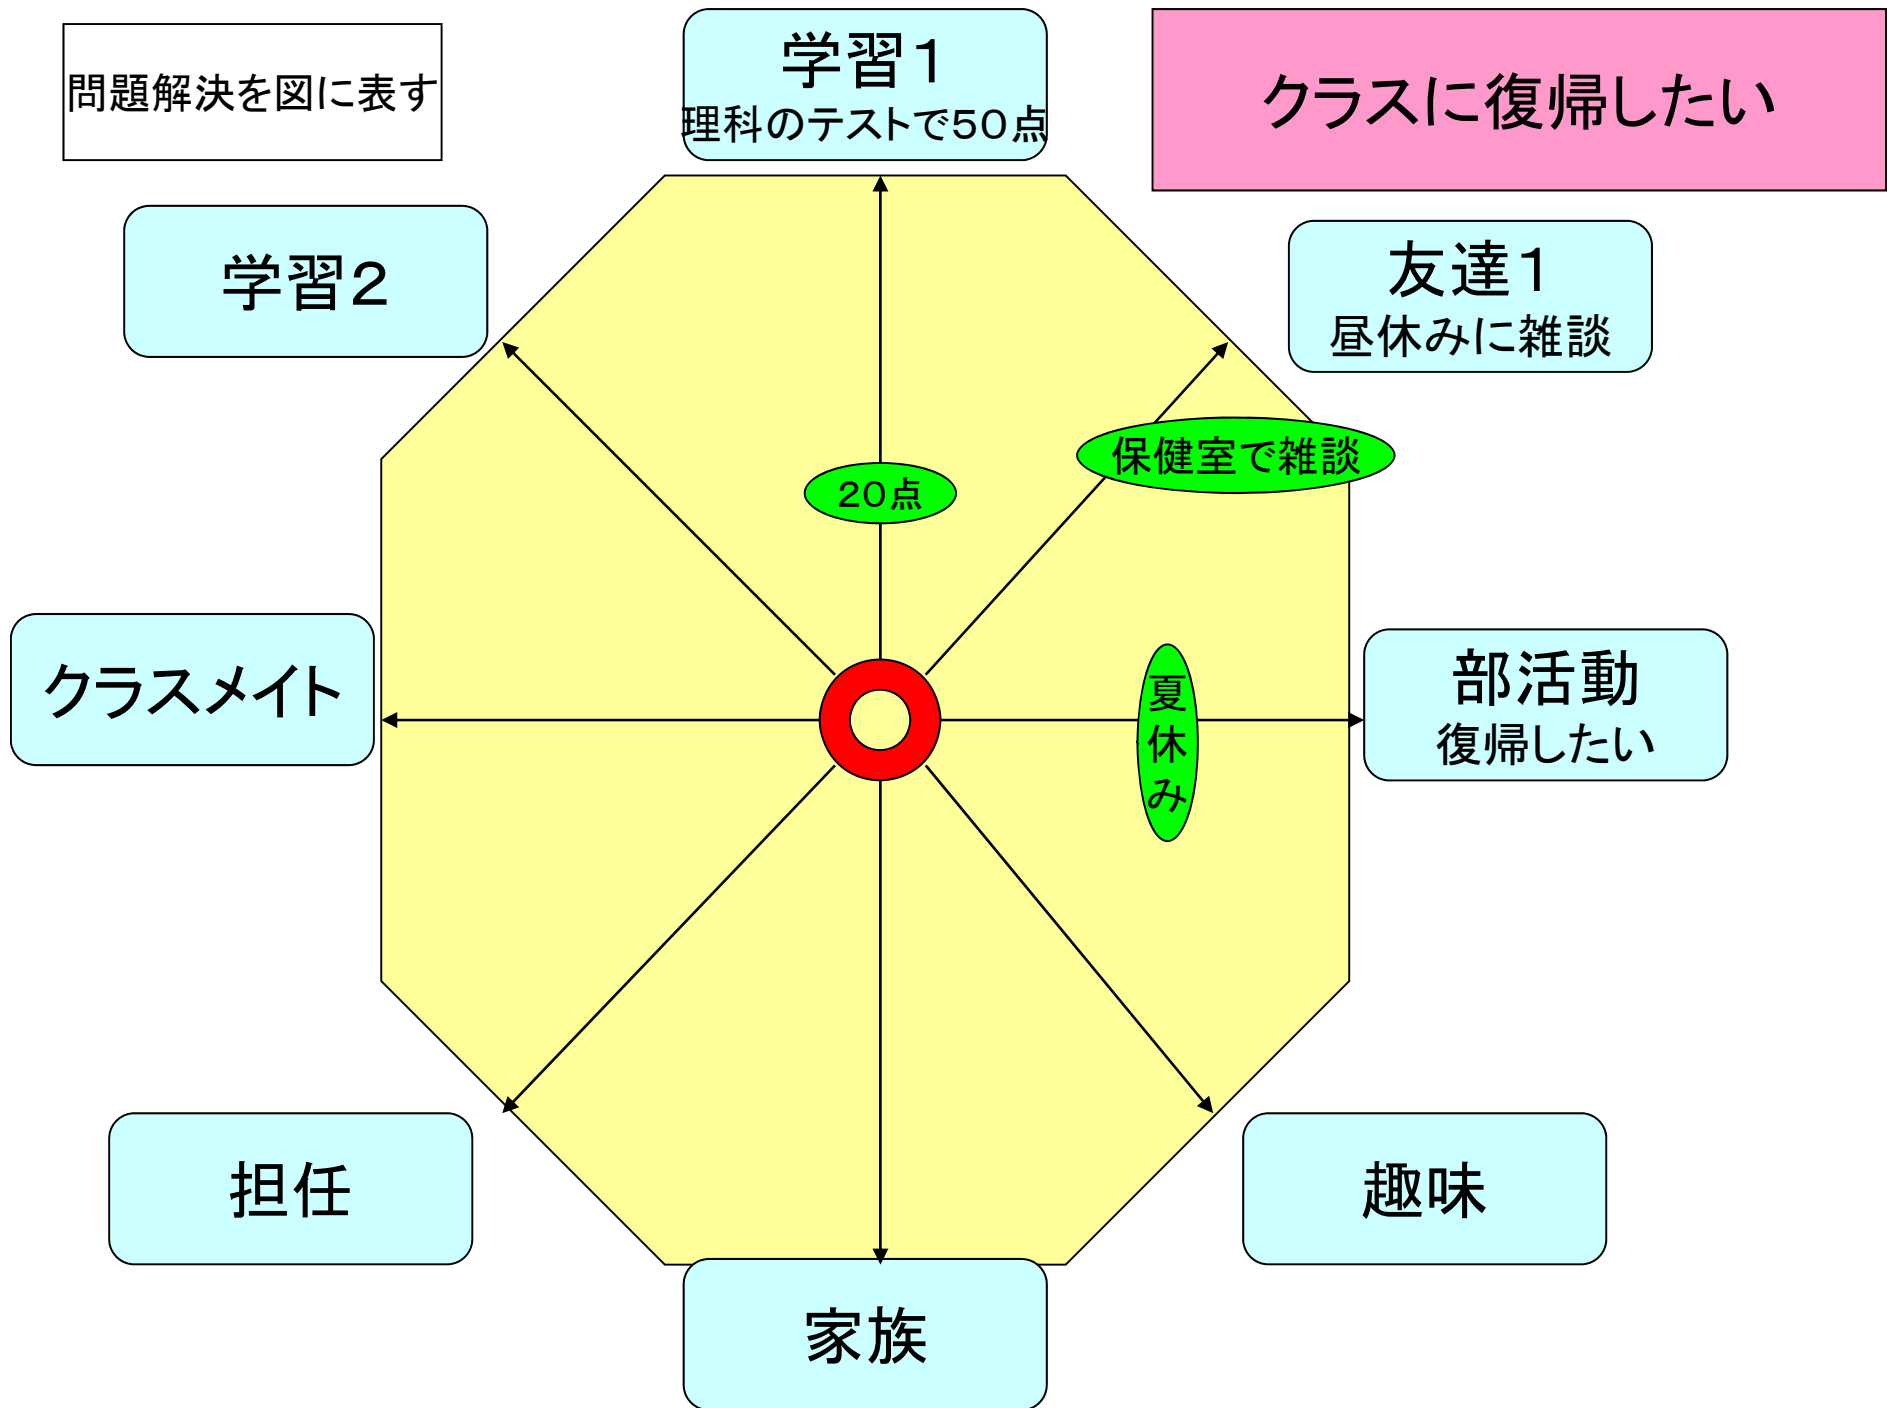 問題解決を図に表す
学習１
理科のテストで５０点
クラスに復帰したい
学習２
友達１
昼休みに雑談
保健室で雑談
２０点
クラスメイト
夏
休
み
部活動
復帰したい
担任
趣味
家族